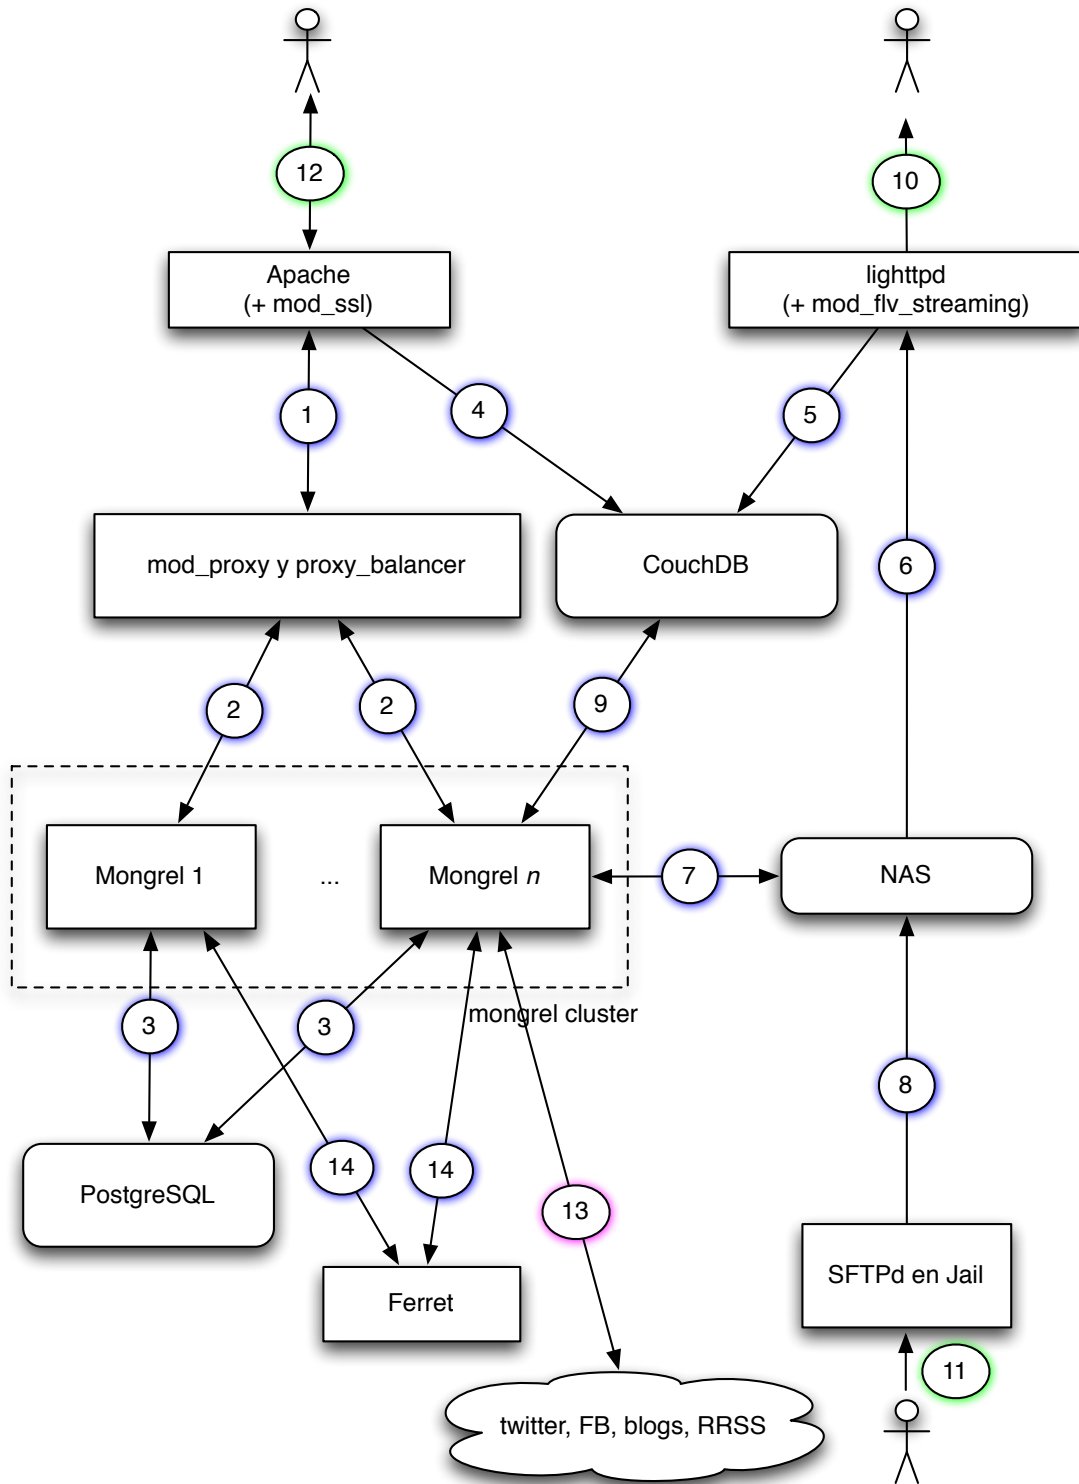 12
10
Apache
(+ mod_ssl)
lighttpd
(+ mod_flv_streaming)
1
4
5
mod_proxy y proxy_balancer
CouchDB
6
2
2
9
Mongrel 1
...
Mongrel n
7
NAS
mongrel cluster
3
3
8
14
14
13
PostgreSQL
SFTPd en Jail
Ferret
11
twitter, FB, blogs, RRSS